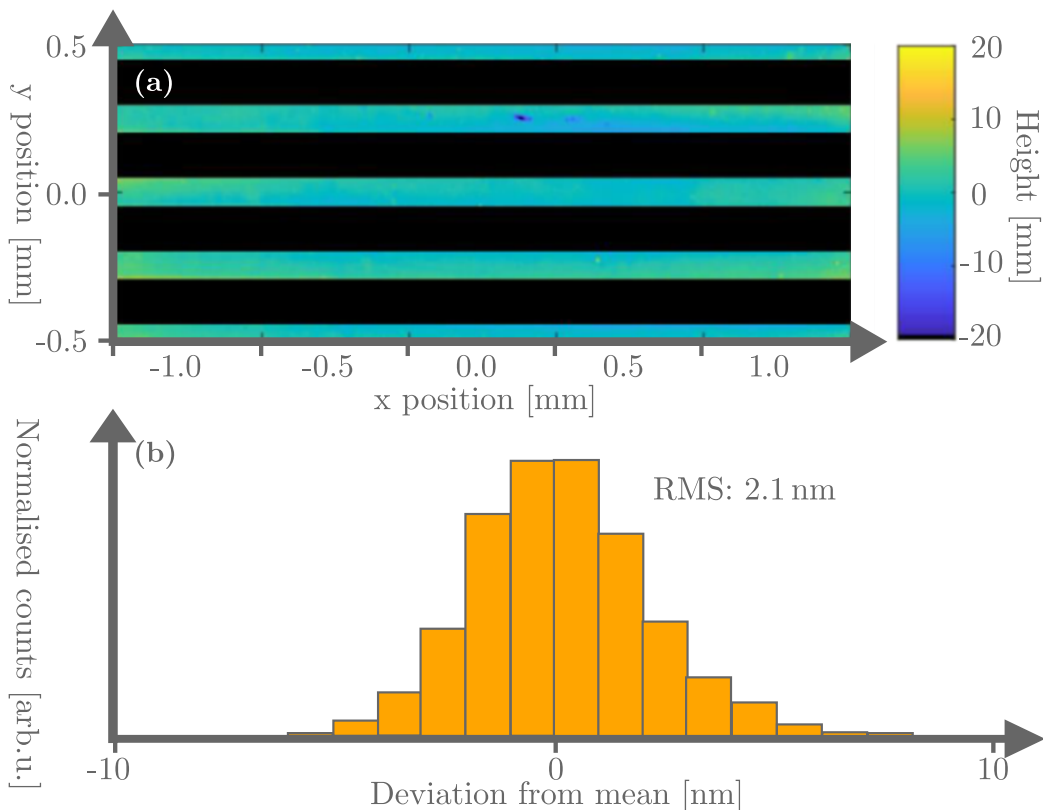 (a)
0.5
0.0
-0.5
y position [mm]
-1.0
-0.5
0.0
0.5
1.0
x position [mm]
20
10
0
-10
-20
Height [mm]
(b)
RMS: 2.1 nm
Normalised counts [arb.u.]
-10
0
10
Deviation from mean [nm]